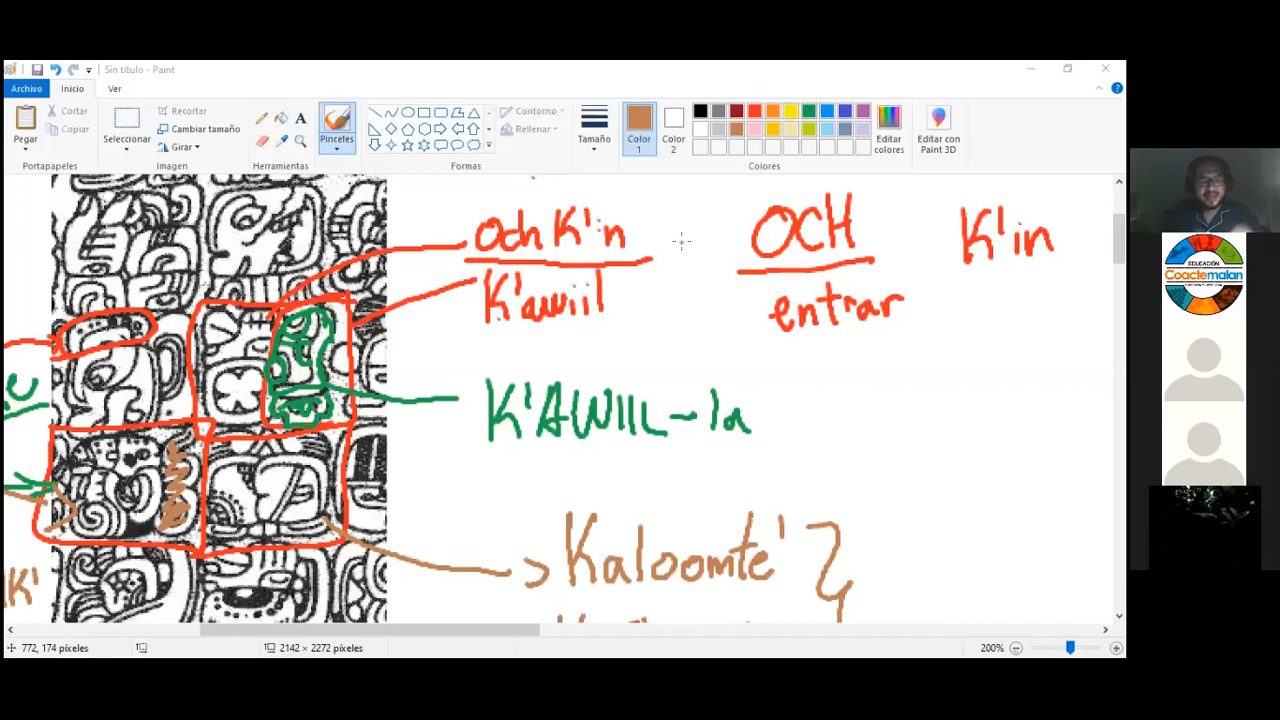 Sin título - Paint
Archivo Inicio Ver
Pegar
Cortar
Copiar
Portapapeles
Seleccionar
Recortar
Cambiar tamaño
Girar
Imagen
Herramientas
Pinceles
Contorno
Rellenar
Formas
Tamaño
Color 1
Color 2
Editar colores
Editar con Paint 3D
Colores
Och K'in OCH K'in
K'awiil entrar
K'AWIIL-la
Kaloomte'
K'
EDUCACIÓN
Coactemalan
772, 174 píxeles
2142 × 2272 píxeles
200%